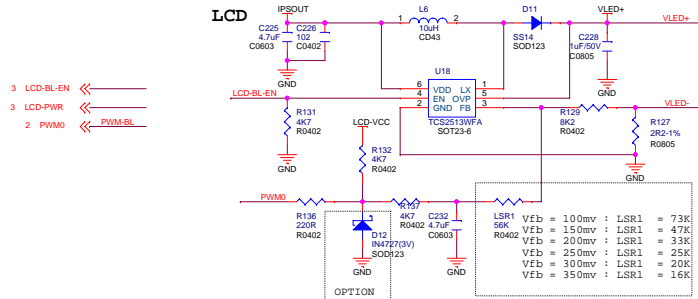 LCD
IPSOUT
L6
D11
VLED+
VLED+
C225
4.7uF
C0603
C226
102
C0402
1
2
10uH
CD43
SS14
SOD123
C228
1uF/50V
C0805
GND
GND
U18
3 LCD-BL-EN
LCD-BL-EN
6 VDD LX 1
4 EN OVP 5
2 GND FB 3
3 LCD-PWR
2 PWM0 PWM-BL
TCS2513WFA
SOT23-6
R131
4K7
R0402
LCD-VCC
R129
8K2
R0402
VLED-
R127
2R2-1%
R0805
GND
R132
4K7
R0402
GND
PWM0
R136
220R
R0402
R137
4K7
R0402
C232
4.7uF
C0603
LSR1
56K
R0402
D12
IN4727(3V)
SOD123
GND
GND
OPTION
Vfb = 100mv : LSR1 = 73K
Vfb = 150mv : LSR1 = 47K
Vfb = 200mv : LSR1 = 33K
Vfb = 250mv : LSR1 = 25K
Vfb = 300mv : LSR1 = 20K
Vfb = 350mv : LSR1 = 16K